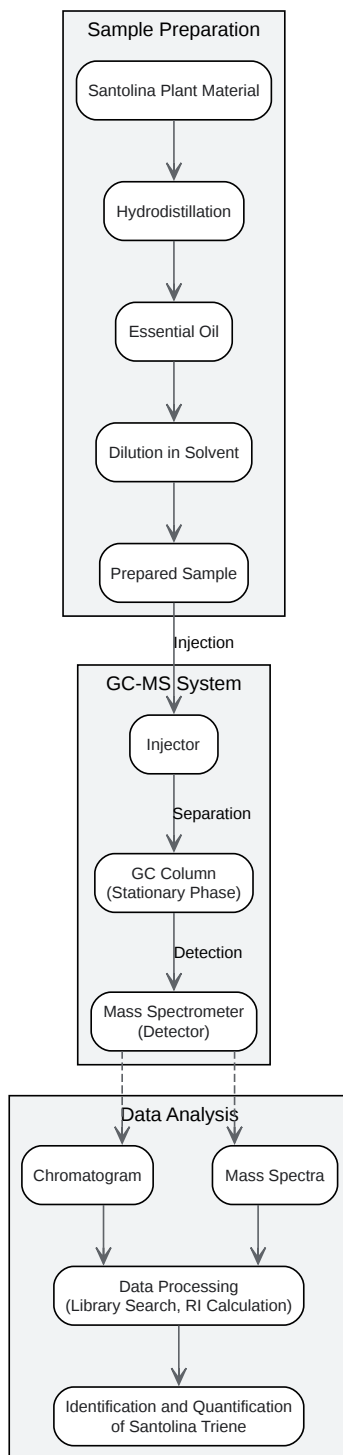 Sample Preparation
Santolina Plant Material
Hydrodistillation
Essential Oil
Dilution in Solvent
Prepared Sample
Injection
GC-MS System
Injector
Separation
GC Column
(Stationary Phase)
Detection
Mass Spectrometer
(Detector)
Data Analysis
Chromatogram
Mass Spectra
Data Processing
(Library Search, RI Calculation)
Identification and Quantification
of Santolina Triene